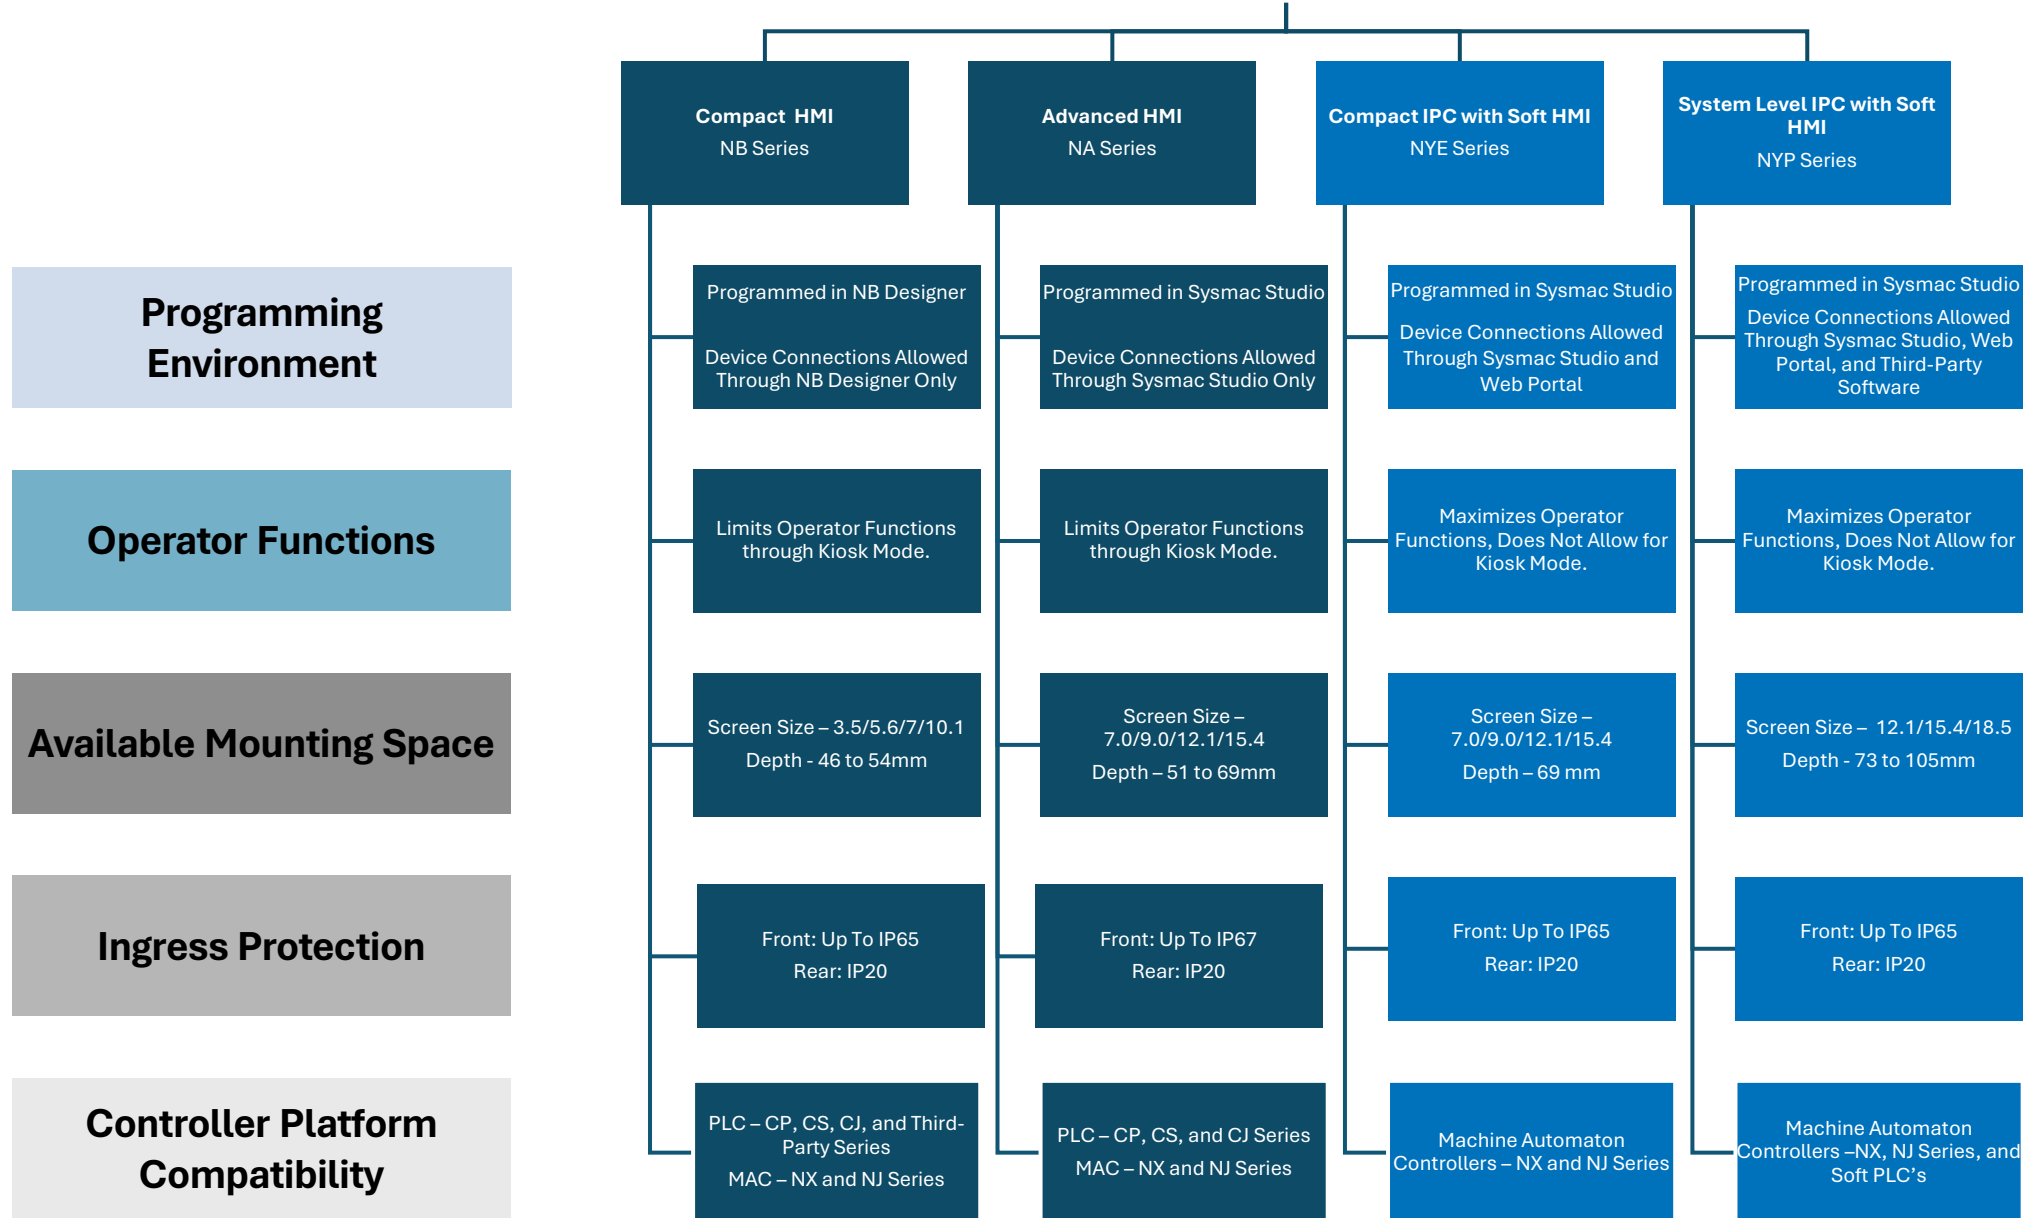 Compact  HMI
NB Series
Advanced HMI
NA Series
Compact IPC with Soft HMI
NYE Series
System Level IPC with Soft
HMI
NYP Series
Programming
Environment
Programmed in NB Designer
Device Connections Allowed
Through NB Designer Only
Programmed in Sysmac Studio
Device Connections Allowed
Through Sysmac Studio Only
Programmed in Sysmac Studio
Device Connections Allowed
Through Sysmac Studio and
Web Portal
Programmed in Sysmac Studio
Device Connections Allowed
Through Sysmac Studio, Web
Portal, and Third-Party
Software
Operator Functions
Limits Operator Functions
through Kiosk Mode.
Limits Operator Functions
through Kiosk Mode.
Maximizes Operator
Functions, Does Not Allow for
Kiosk Mode.
Maximizes Operator
Functions, Does Not Allow for
Kiosk Mode.
Available Mounting Space
Screen Size – 3.5/5.6/7/10.1
Depth - 46 to 54mm
Screen Size –
7.0/9.0/12.1/15.4
Depth – 51 to 69mm
Screen Size –
7.0/9.0/12.1/15.4
Depth – 69 mm
Screen Size –  12.1/15.4/18.5
Depth - 73 to 105mm
Ingress Protection
Front: Up To IP65
Rear: IP20
Front: Up To IP67
Rear: IP20
Front: Up To IP65
Rear: IP20
Front: Up To IP65
Rear: IP20
Controller Platform
Compatibility
PLC – CP, CS, CJ, and Third-
Party Series
MAC – NX and NJ Series
PLC – CP, CS, and CJ Series
MAC – NX and NJ Series
Machine Automaton
Controllers – NX and NJ Series
Machine Automaton
Controllers –NX, NJ Series, and
Soft PLC’s